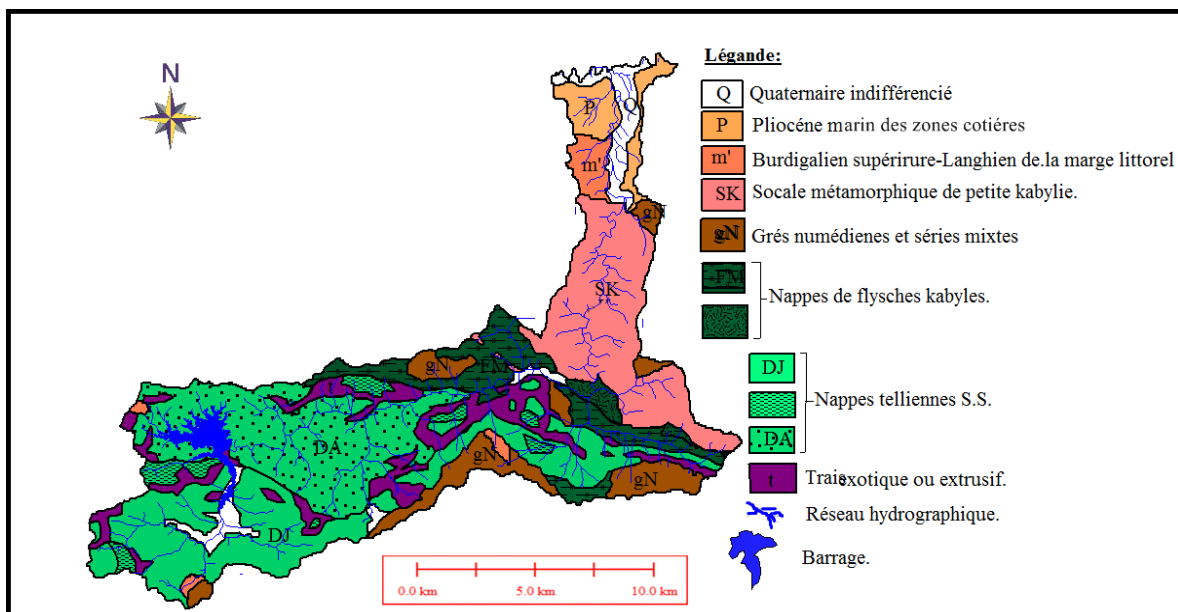 N
Légande:
Q Quaternaire indifférencié
P Pliocéne marin des zones cotiéres
m' Burdigalien supérirure-Langhien de.la marge littorel
SK Socale métamorphique de petite kabylie.
gN Grés numédienes et séries mixtes
FM
Nappes de flysches kabyles.
DJ
Nappes telliennes S.S.
DA
t Traie exotique ou extrusif.
Réseau hydrographique.
Barrage.
P
Q
m'
gN
SK
gN
FM
t
DA
gN
gN
DJ
0.0 km 5.0 km 10.0 km